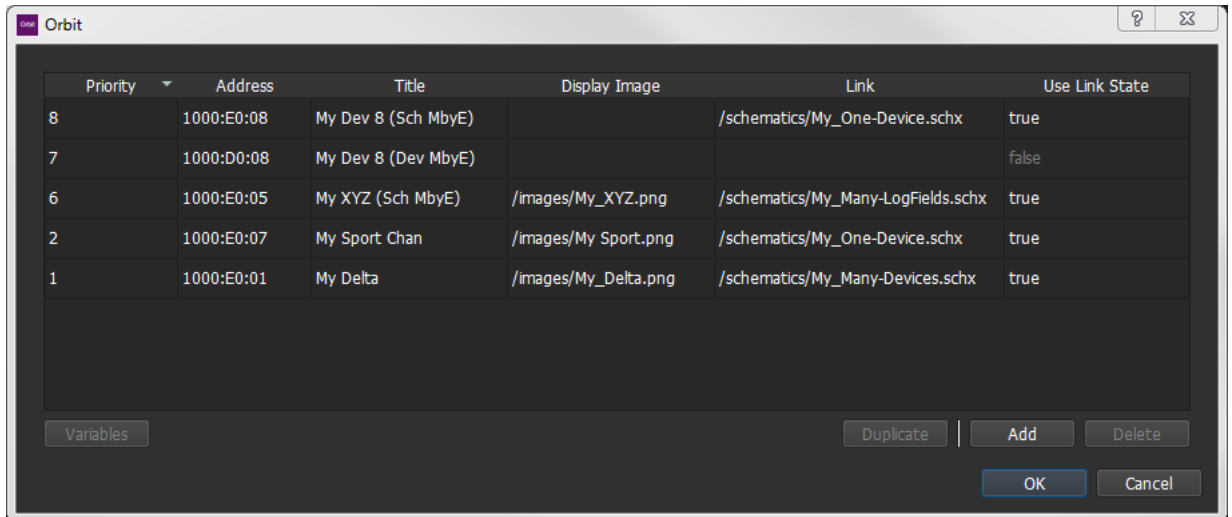 Orbit Orbit
Priority Address Title Display Image Link Use Link State
8 1000:E0:08 My Dev 8 (Sch MbyE) /schematics/My_One-Device.schx true
7 1000:D0:08 My Dev 8 (Dev MbyE) false
6 1000:E0:05 My XYZ (Sch MbyE) /images/My_XYZ.png /schematics/My_Many-LogFields.schx true
2 1000:E0:07 My Sport Chan /images/My Sport.png /schematics/My_One-Device.schx true
1 1000:E0:01 My Delta /images/My_Delta.png /schematics/My_Many-Devices.schx true
Variables Duplicate Add Delete
OK Cancel